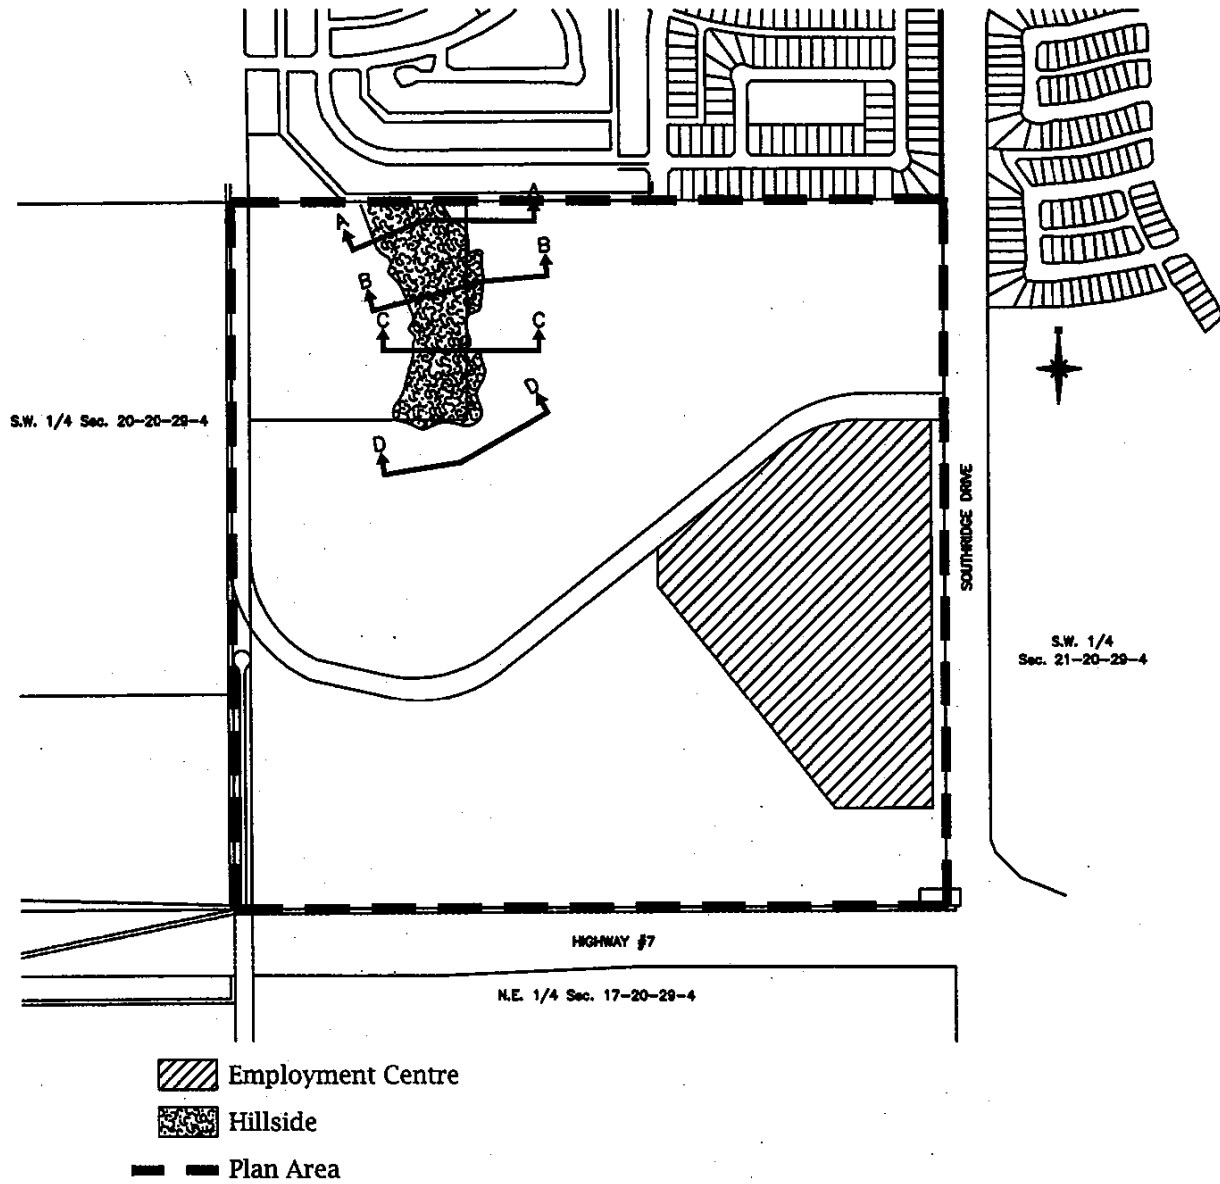 A
A
B
B
C
C
D
D
S.W. 1/4 Sec. 20-20-29-4
SOUTHRIDGE DRIVE
S.W. 1/4
Sec. 21-20-29-4
HIGHWAY #7
N.E. 1/4 Sec. 17-20-29-4
Employment Centre
Hillside
Plan Area